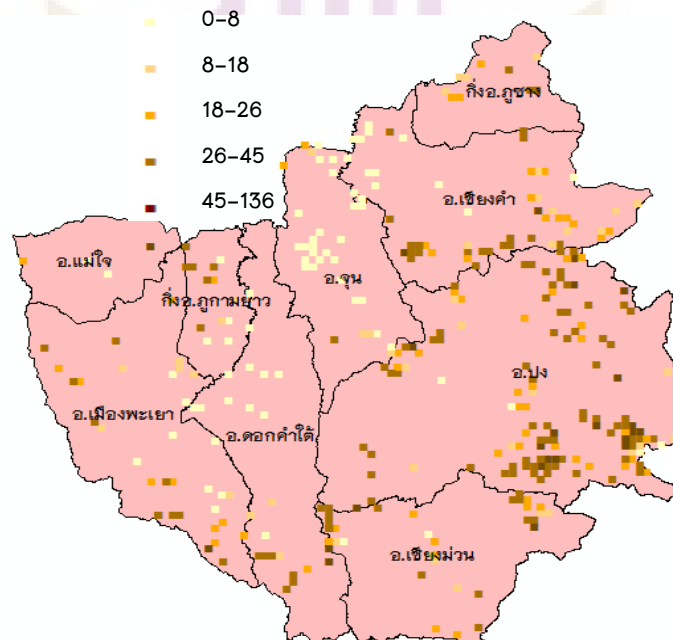 0-8
8-18
18-26
26-45
45-136
กิ่งอ.ภูซาง
อ.เชียงคำ
อ.แม่ใจ
กิ่งอ.ภูกามยาว
อ.จุน
อ.ปง
อ.เมืองพะเยา
อ.ดอกคำใต้
อ.เชียงม่วน